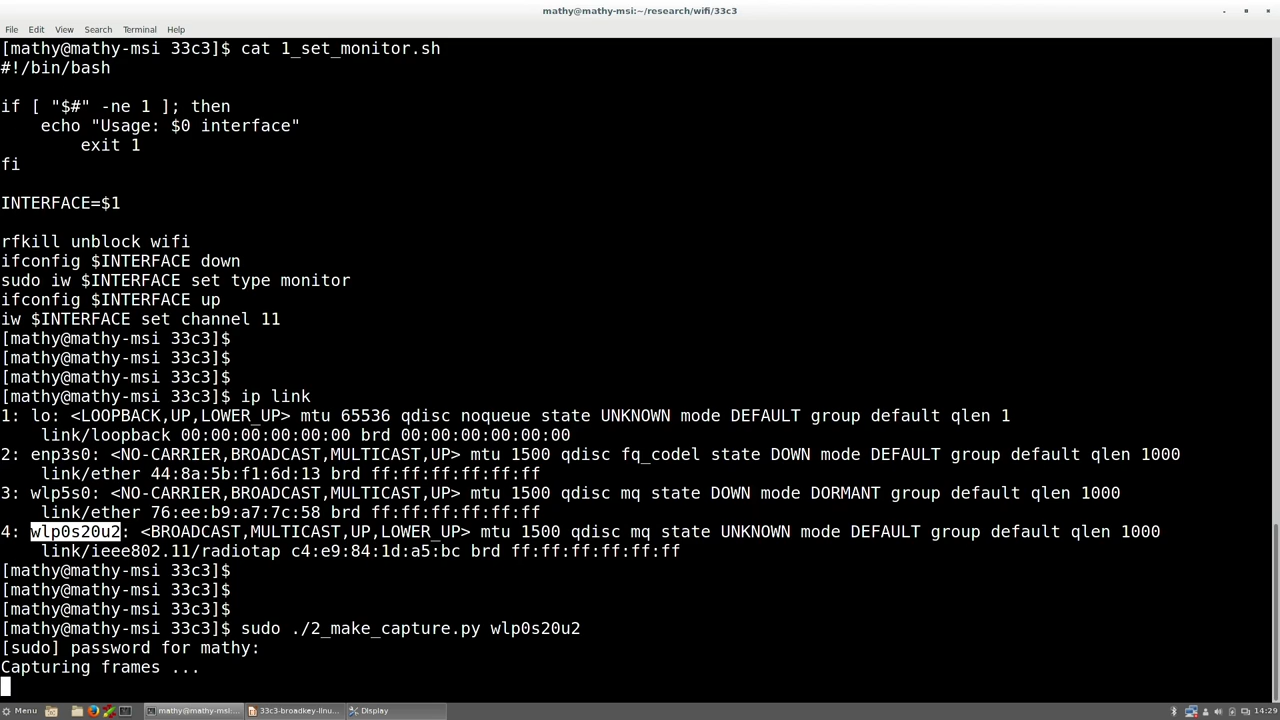 mathy@mathy-msi:~/research/wifi/33c3
File Edit View Search Terminal Help
[mathy@mathy-msi 33c3]$ cat 1_set_monitor.sh
#!/bin/bash
if [ "$#" -ne 1 ]; then
    echo "Usage: $0 interface"
        exit 1
fi
INTERFACE=$1
rfkill unblock wifi
ifconfig $INTERFACE down
sudo iw $INTERFACE set type monitor
ifconfig $INTERFACE up
iw $INTERFACE set channel 11
[mathy@mathy-msi 33c3]$
[mathy@mathy-msi 33c3]$
[mathy@mathy-msi 33c3]$
[mathy@mathy-msi 33c3]$ ip link
1: lo: <LOOPBACK,UP,LOWER_UP> mtu 65536 qdisc noqueue state UNKNOWN mode DEFAULT group default qlen 1
    link/loopback 00:00:00:00:00:00 brd 00:00:00:00:00:00
2: enp3s0: <NO-CARRIER,BROADCAST,MULTICAST,UP> mtu 1500 qdisc fq_codel state DOWN mode DEFAULT group default qlen 1000
    link/ether 44:8a:5b:f1:6d:13 brd ff:ff:ff:ff:ff:ff
3: wlp5s0: <NO-CARRIER,BROADCAST,MULTICAST,UP> mtu 1500 qdisc mq state DOWN mode DORMANT group default qlen 1000
    link/ether 76:ee:b9:a7:7c:58 brd ff:ff:ff:ff:ff:ff
4: wlp0s20u2: <BROADCAST,MULTICAST,UP,LOWER_UP> mtu 1500 qdisc mq state UNKNOWN mode DEFAULT group default qlen 1000
    link/ieee802.11/radiotap c4:e9:84:1d:a5:bc brd ff:ff:ff:ff:ff:ff
[mathy@mathy-msi 33c3]$
[mathy@mathy-msi 33c3]$
[mathy@mathy-msi 33c3]$
[mathy@mathy-msi 33c3]$ sudo ./2_make_capture.py wlp0s20u2
[sudo] password for mathy:
Capturing frames ...
Menu mathy@mathy-msi:... 33c3-broadkey-linu... Display 14:29